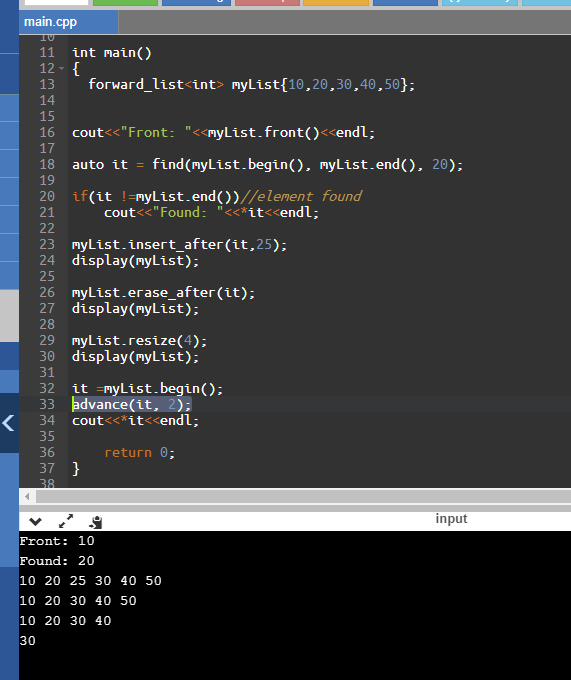 main.cpp
10
11 int main()
12 {
13 forward_list<int> myList{10,20,30,40,50};
14
15
16 cout<<"Front: "<<myList.front()<<endl;
17
18 auto it = find(myList.begin(), myList.end(), 20);
19
20 if(it !=myList.end())//element found
21 cout<<"Found: "<<*it<<endl;
22
23 myList.insert_after(it,25);
24 display(myList);
25
26 myList.erase_after(it);
27 display(myList);
28
29 myList.resize(4);
30 display(myList);
31
32 it =myList.begin();
33 advance(it, 2);
34 cout<<*it<<endl;
35
36 return 0;
37 }
38
input
Front: 10
Found: 20
10 20 25 30 40 50
10 20 30 40 50
10 20 30 40
30